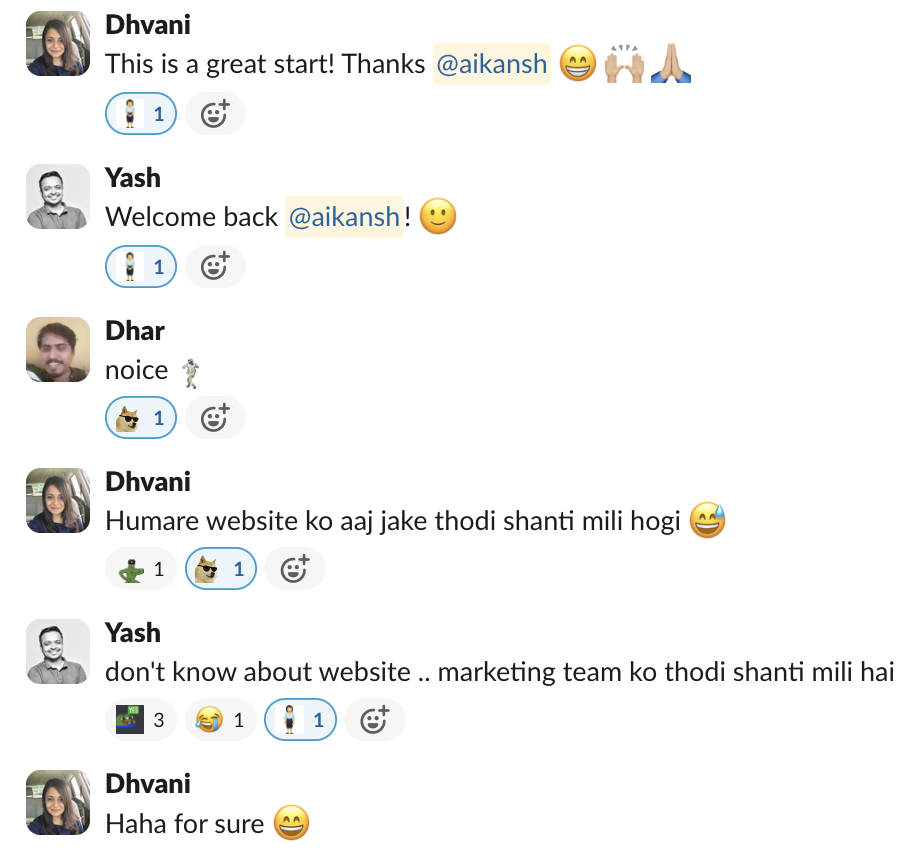 Dhvani
This is a great start! Thanks @aikansh 😄 🙌🏼 🙏🏼
1
Yash
Welcome back @aikansh! 🙂
1
Dhar
noice
1
Dhvani
Humare website ko aaj jake thodi shanti mili hogi 😅
1 1
Yash
don't know about website .. marketing team ko thodi shanti mili hai
YES 3 😂 1 1
Dhvani
Haha for sure 😄